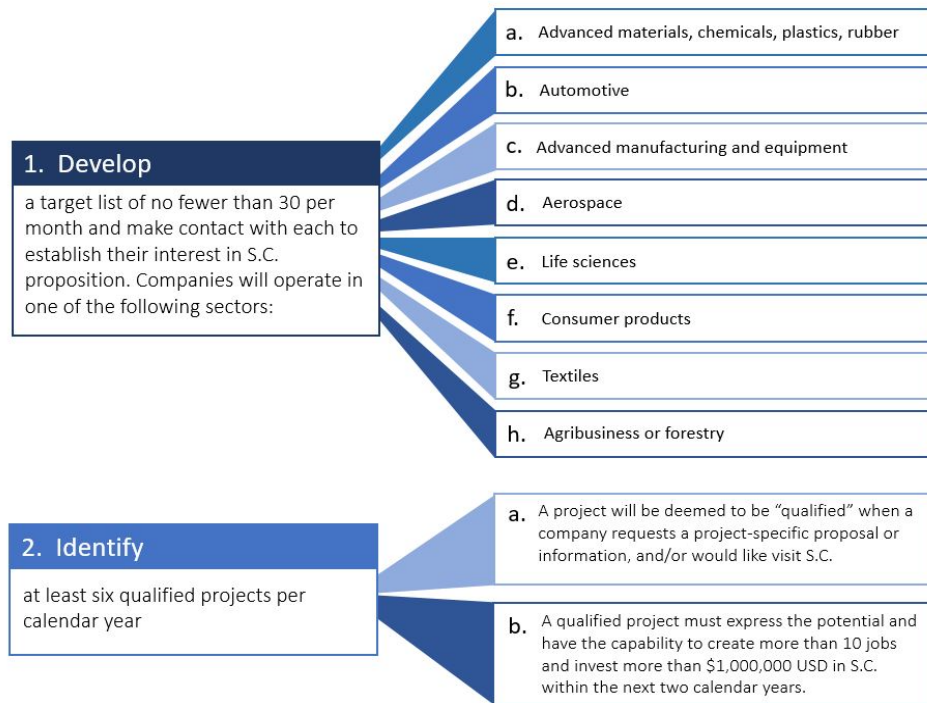 1. Develop
a target list of no fewer than 30 per
month and make contact with each to
establish their interest in S.C.
proposition. Companies will operate in
one of the following sectors:
a. Advanced materials, chemicals, plastics, rubber
b. Automotive
c. Advanced manufacturing and equipment
d. Aerospace
e. Life sciences
f. Consumer products
g. Textiles
h. Agribusiness or forestry
2. Identify
at least six qualified projects per
calendar year
a. A project will be deemed to be “qualified” when a
company requests a project-specific proposal or
information, and/or would like visit S.C.
b. A qualified project must express the potential and
have the capability to create more than 10 jobs
and invest more than $1,000,000 USD in S.C.
within the next two calendar years.